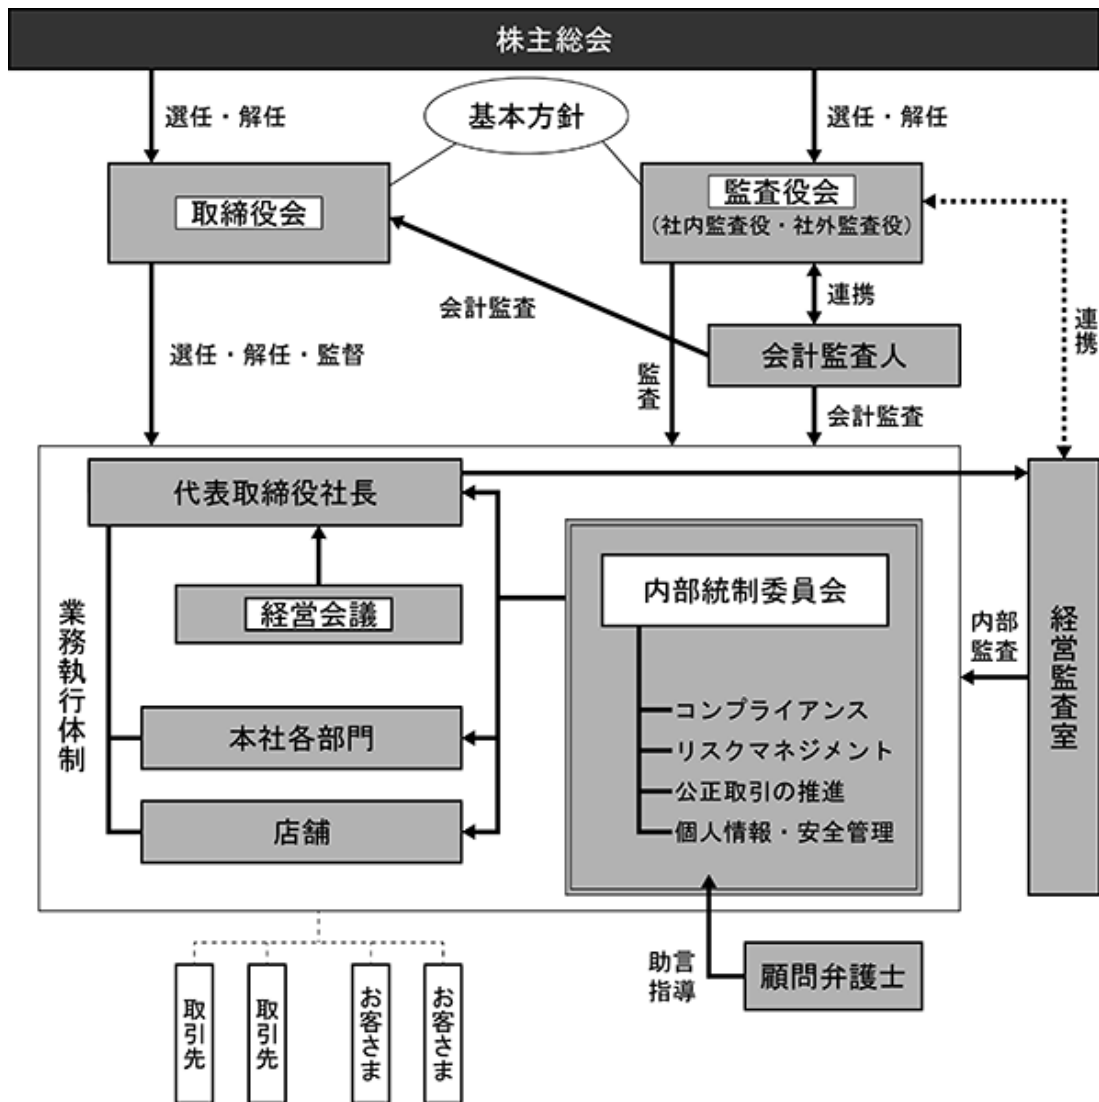 株主総会
選任・解任
基本方針
選任・解任
取締役会
監査役会
（社内監査役・社外監査役）
会計監査
連携
連携
選任・解任・監督
監査
会計監査人
会計監査
代表取締役社長
経営会議
業務執行体制
本社各部門
店舗
内部統制委員会
コンプライアンス
リスクマネジメント
公正取引の推進
個人情報・安全管理
内部
監査
経営監査室
助言
指導
顧問弁護士
取引先
取引先
お客さま
お客さま